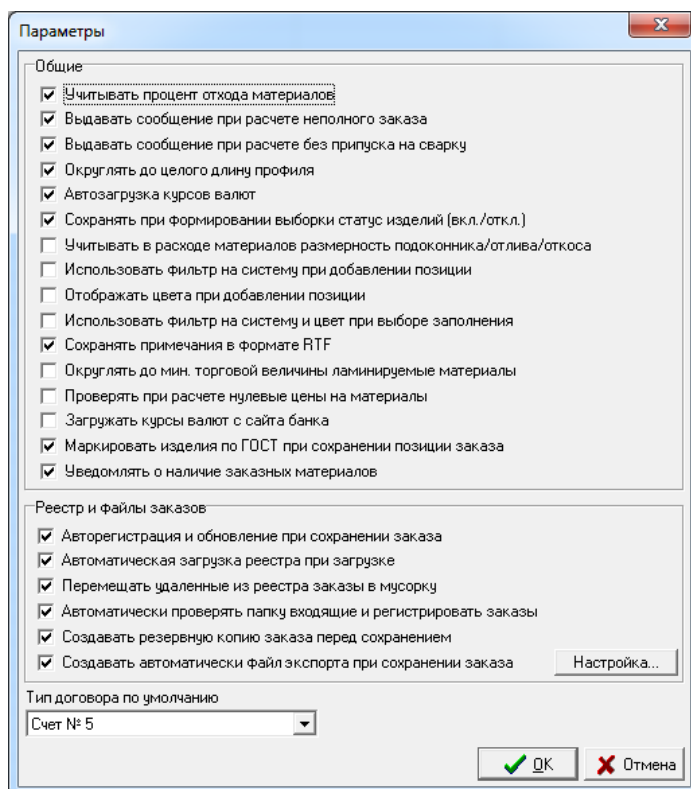 Параметры
Общие
Учитывать процент отхода материалов
Выдавать сообщение при расчете неполного заказа
Выдавать сообщение при расчете без припуска на сварку
Округлять до целого длину профиля
Автозагрузка курсов валют
Сохранять при формировании выборки статус изделий (вкл./откл.)
Учитывать в расходе материалов размерность подоконника/отлива/откоса
Использовать фильтр на систему при добавлении позиции
Отображать цвета при добавлении позиции
Использовать фильтр на систему и цвет при выборе заполнения
Сохранять примечания в формате RTF
Округлять до мин. торговой величины ламинируемые материалы
Проверять при расчете нулевые цены на материалы
Загружать курсы валют с сайта банка
Маркировать изделия по ГОСТ при сохранении позиции заказа
Уведомлять о наличие заказных материалов
Реестр и файлы заказов
Авторегистрация и обновление при сохранении заказа
Автоматическая загрузка реестра при загрузке
Перемещать удаленные из реестра заказы в мусорку
Автоматически проверять папку входящие и регистрировать заказы
Создавать резервную копию заказа перед сохранением
Создавать автоматически файл экспорта при сохранении заказа
Настройка...
Тип договора по умолчанию
Счет № 5
OK
Отмена